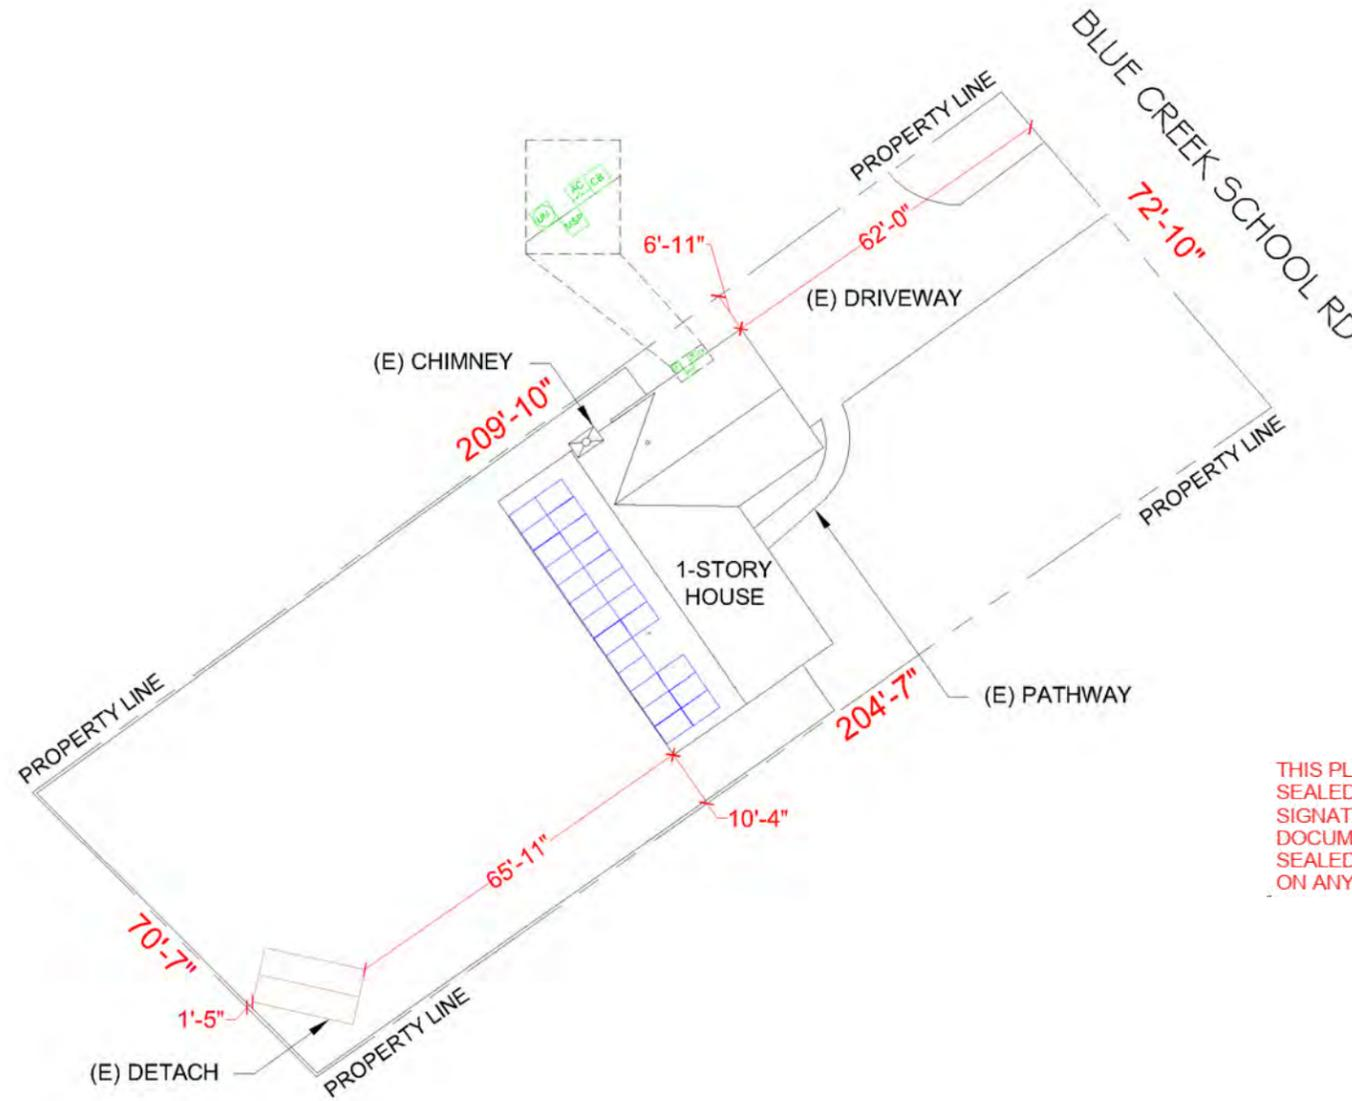 BLUE CREEK SCHOOL RD
PROPERTY LINE
72'-10"
62'-0"
AC
CB
UM
MSP
6'-11"
(E) DRIVEWAY
(E) CHIMNEY
209'-10"
PROPERTY LINE
1-STORY
HOUSE
PROPERTY LINE
204'-7"
(E) PATHWAY
10'-4"
65'-11"
THIS PL
SEALED
SIGNAT
DOCUM
SEALED
ON ANY
70'-7"
1'-5"
(E) DETACH
PROPERTY LINE